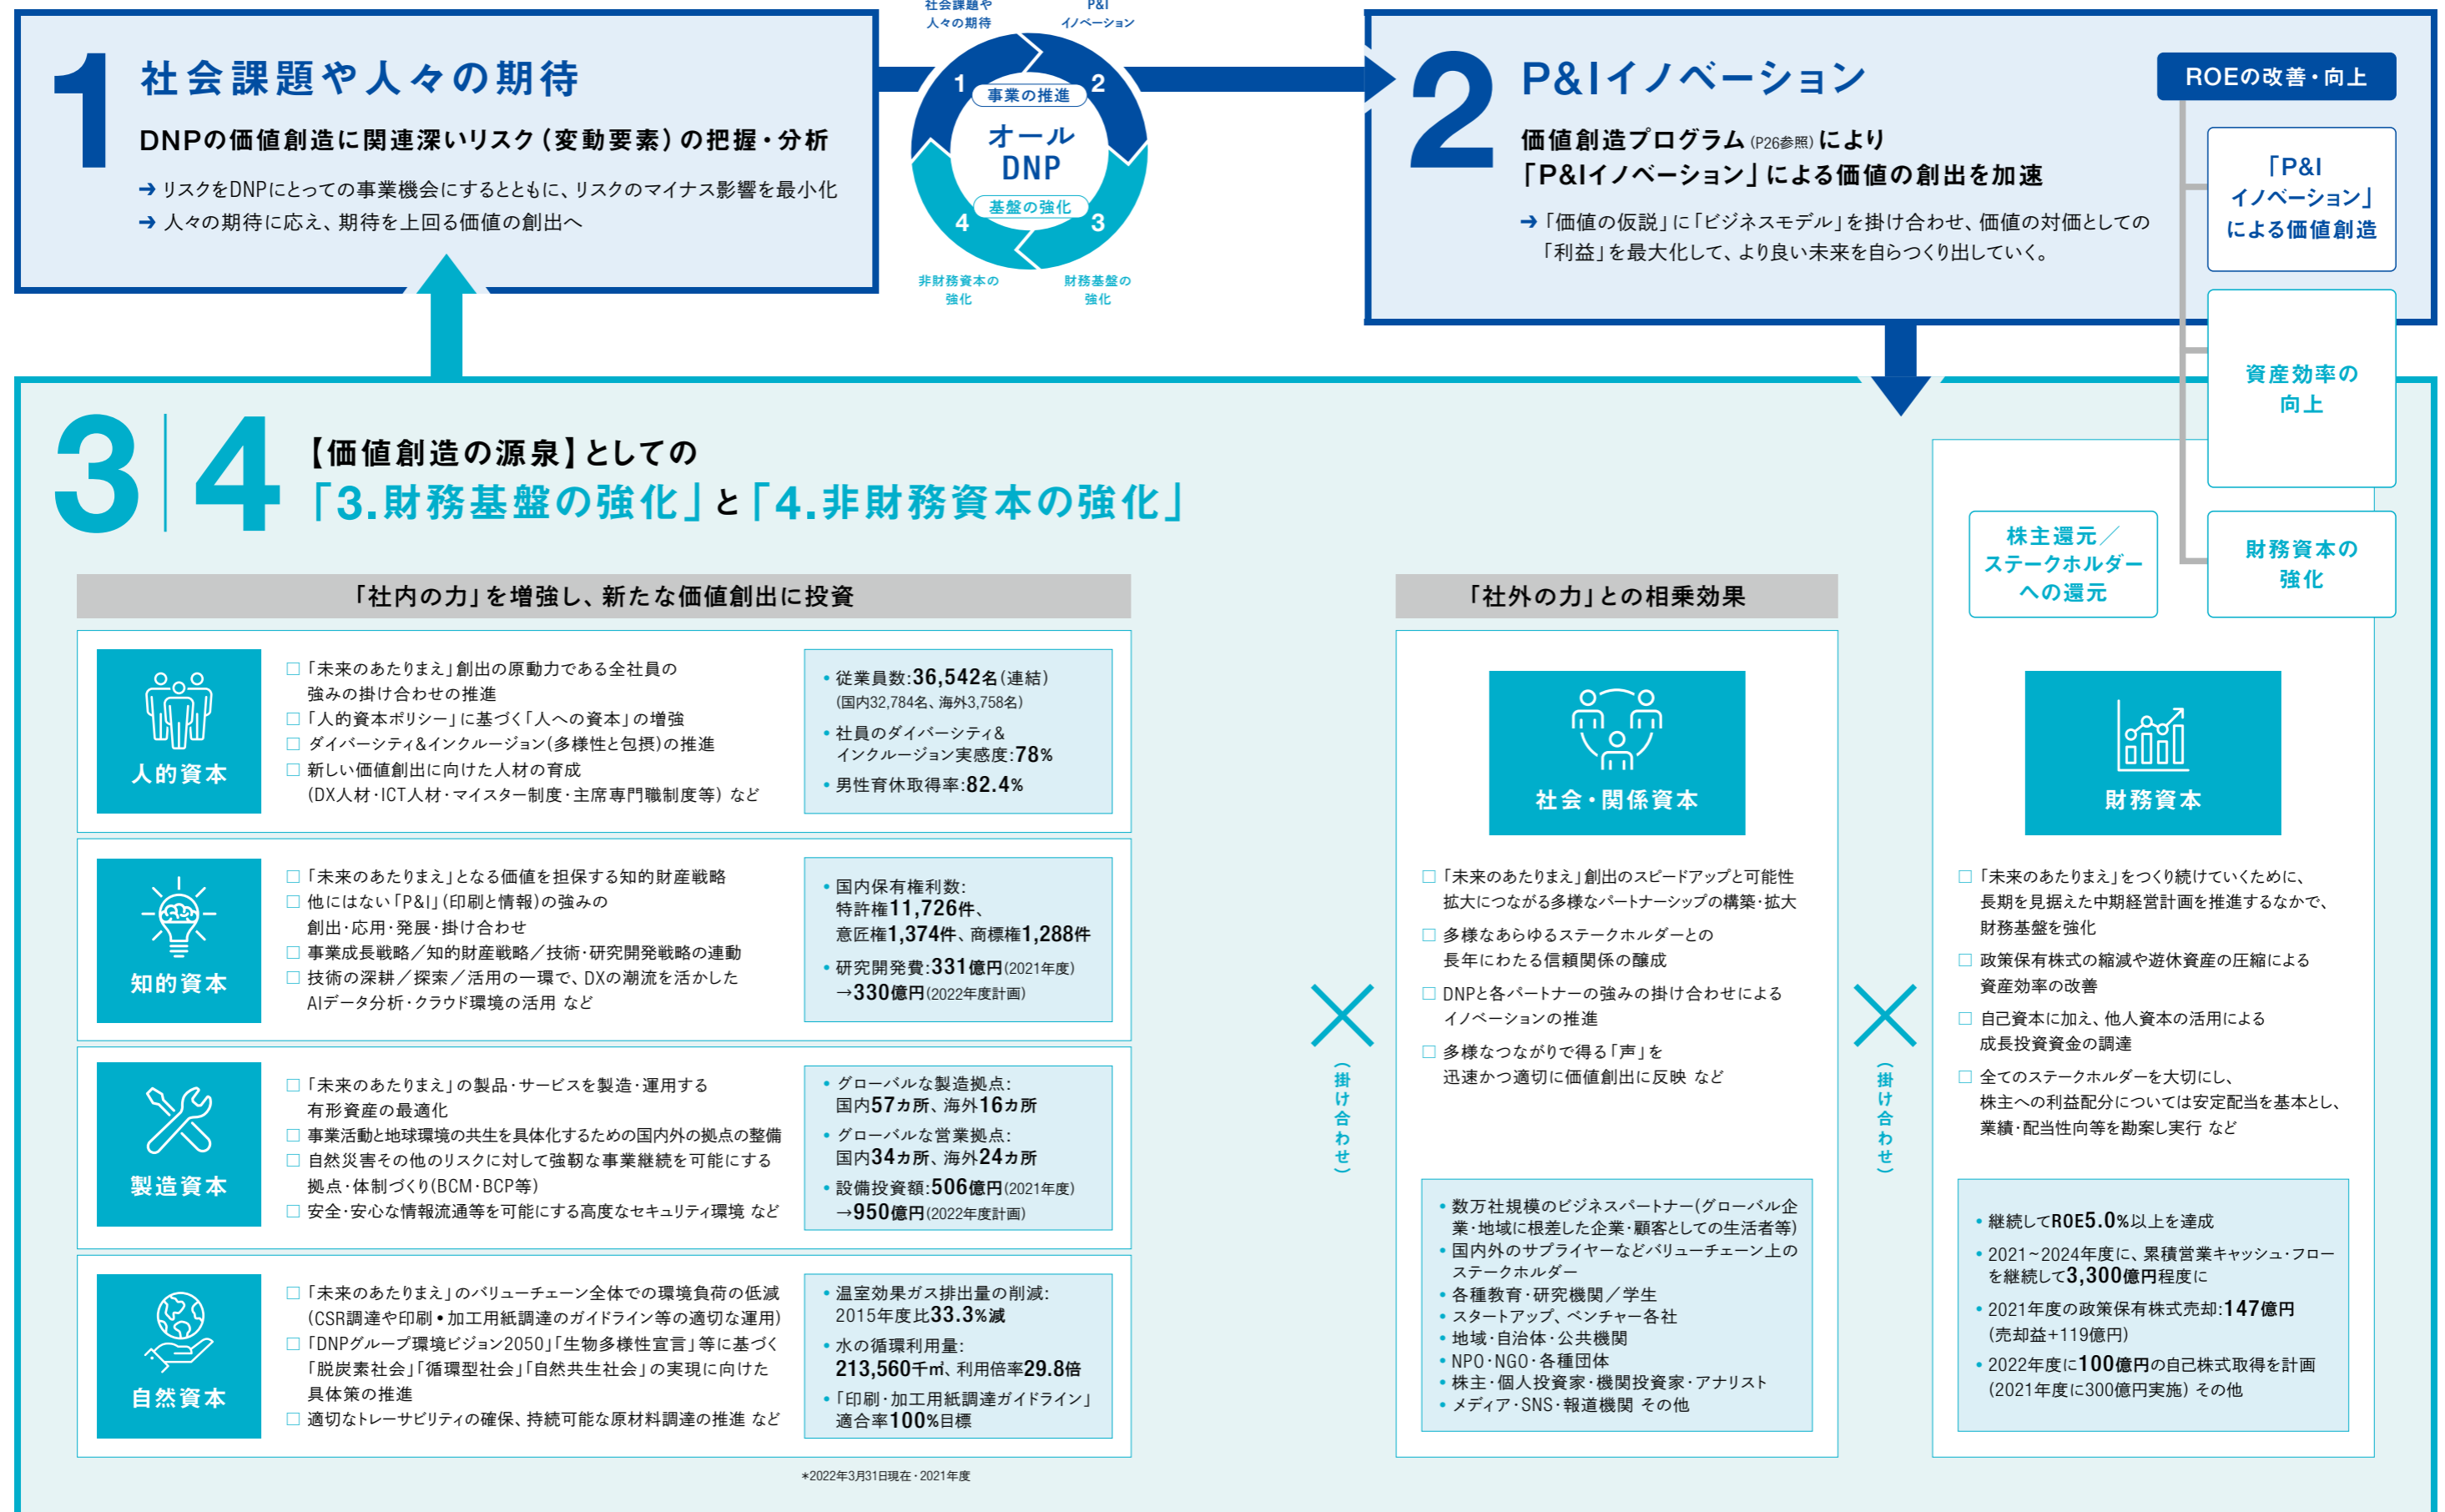 1
社会課題や人々の期待
DNPの価値創造に関連深いリスク（変動要素）の把握・分析
➔ リスクをDNPにとっての事業機会にするとともに、リスクのマイナス影響を最小化
➔ 人々の期待に応え、期待を上回る価値の創出へ
社会課題や
人々の期待
P&I
イノベーション
1
2
事業の推進
オール
DNP
基盤の強化
4
3
非財務資本の
強化
財務基盤の
強化
2
P&Iイノベーション
価値創造プログラム(P26参照)により
「P&Iイノベーション」による価値の創出を加速
➔ 「価値の仮説」に「ビジネスモデル」を掛け合わせ、価値の対価としての
「利益」を最大化して、より良い未来を自らつくり出していく。
ROEの改善・向上
「P&I
イノベーション」
による価値創造
資産効率の
向上
財務資本の
強化
株主還元／
ステークホルダー
への還元
3｜4
【価値創造の源泉】としての
「3.財務基盤の強化」と「4.非財務資本の強化」
「社内の力」を増強し、新たな価値創出に投資
人的資本
□ 「未来のあたりまえ」創出の原動力である全社員の
強みの掛け合わせの推進
□ 「人的資本ポリシー」に基づく「人への資本」の増強
□ ダイバーシティ&インクルージョン(多様性と包摂)の推進
□ 新しい価値創出に向けた人材の育成
(DX人材・ICT人材・マイスター制度・主席専門職制度等) など
• 従業員数:36,542名(連結)
(国内32,784名、海外3,758名)
• 社員のダイバーシティ&
インクルージョン実感度:78%
• 男性育休取得率:82.4%
知的資本
□ 「未来のあたりまえ」となる価値を担保する知的財産戦略
□ 他にはない「P&I」(印刷と情報)の強みの
創出・応用・発展・掛け合わせ
□ 事業成長戦略／知的財産戦略／技術・研究開発戦略の連動
□ 技術の深耕／探索／活用の一環で、DXの潮流を活かした
AIデータ分析・クラウド環境の活用 など
• 国内保有権利数:
特許権11,726件、
意匠権1,374件、商標権1,288件
• 研究開発費:331億円(2021年度)
→330億円(2022年度計画)
製造資本
□ 「未来のあたりまえ」の製品・サービスを製造・運用する
有形資産の最適化
□ 事業活動と地球環境の共生を具体化するための国内外の拠点の整備
□ 自然災害その他のリスクに対して強靭な事業継続を可能にする
拠点・体制づくり(BCM・BCP等)
□ 安全・安心な情報流通等を可能にする高度なセキュリティ環境 など
• グローバルな製造拠点:
国内57カ所、海外16カ所
• グローバルな営業拠点:
国内34カ所、海外24カ所
• 設備投資額:506億円(2021年度)
→950億円(2022年度計画)
自然資本
□ 「未来のあたりまえ」のバリューチェーン全体での環境負荷の低減
(CSR調達や印刷•加工用紙調達のガイドライン等の適切な運用)
□ 「DNPグループ環境ビジョン2050」「生物多様性宣言」等に基づく
「脱炭素社会」「循環型社会」「自然共生社会」の実現に向けた
具体策の推進
□ 適切なトレーサビリティの確保、持続可能な原材料調達の推進 など
• 温室効果ガス排出量の削減:
2015年度比33.3%減
• 水の循環利用量:
213,560千㎥、利用倍率29.8倍
• 「印刷・加工用紙調達ガイドライン」
適合率100%目標
*2022年3月31日現在・2021年度
×
（掛け合わせ）
「社外の力」との相乗効果
社会・関係資本
□ 「未来のあたりまえ」創出のスピードアップと可能性
拡大につながる多様なパートナーシップの構築・拡大
□ 多様なあらゆるステークホルダーとの
長年にわたる信頼関係の醸成
□ DNPと各パートナーの強みの掛け合わせによる
イノベーションの推進
□ 多様なつながりで得る「声」を
迅速かつ適切に価値創出に反映 など
• 数万社規模のビジネスパートナー(グローバル企
業・地域に根差した企業・顧客としての生活者等)
• 国内外のサプライヤーなどバリューチェーン上の
ステークホルダー
• 各種教育・研究機関／学生
• スタートアップ、ベンチャー各社
• 地域・自治体・公共機関
• NPO・NGO・各種団体
• 株主・個人投資家・機関投資家・アナリスト
• メディア・SNS・報道機関 その他
×
（掛け合わせ）
財務資本
□ 「未来のあたりまえ」をつくり続けていくために、
長期を見据えた中期経営計画を推進するなかで、
財務基盤を強化
□ 政策保有株式の縮減や遊休資産の圧縮による
資産効率の改善
□ 自己資本に加え、他人資本の活用による
成長投資資金の調達
□ 全てのステークホルダーを大切にし、
株主への利益配分については安定配当を基本とし、
業績・配当性向等を勘案し実行 など
• 継続してROE5.0%以上を達成
• 2021~2024年度に、累積営業キャッシュ・フロー
を継続して3,300億円程度に
• 2021年度の政策保有株式売却:147億円
(売却益+119億円)
• 2022年度に100億円の自己株式取得を計画
(2021年度に300億円実施) その他